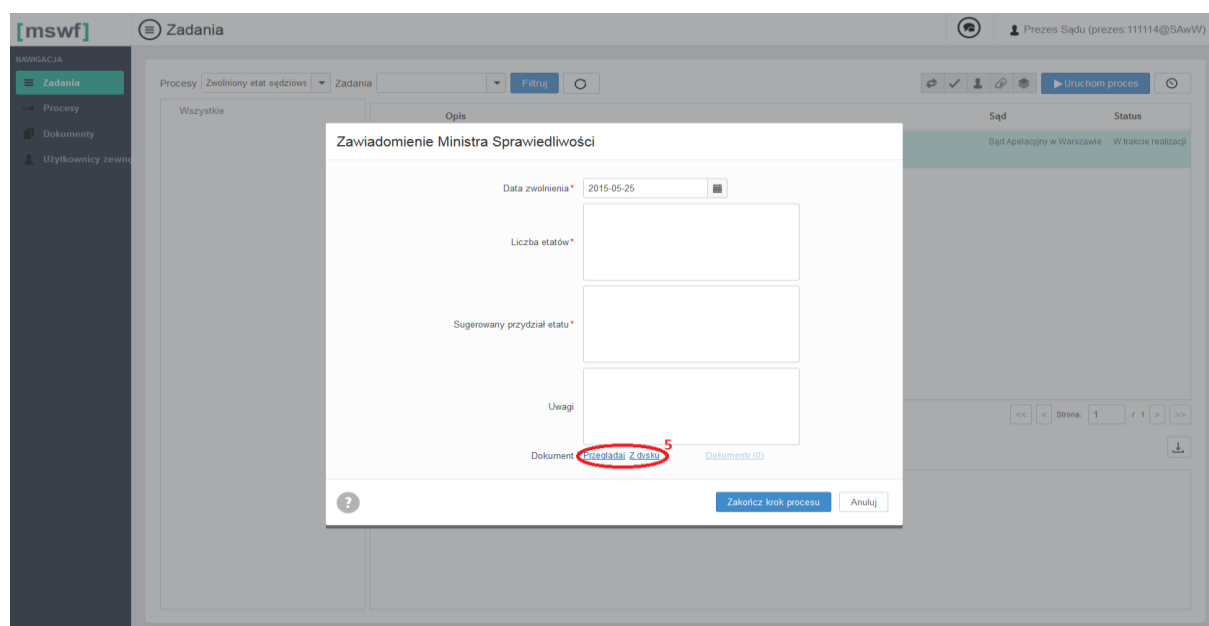 [mswf]
Zadania
Prezes Sądu (prezes:111114@SAwW)
NAWIGACJA
Zadania
Procesy
Dokumenty
Użytkownicy zewnę
Procesy Zwolniony etat sędziows Zadania Filtruj
Uruchom proces
Wszystkie
Opis Sąd Status
Sąd Apelacyjny w Warszawie W trakcie realizacji
Zawiadomienie Ministra Sprawiedliwości
Data zwolnienia * 2015-05-25
Liczba etatów *
Sugerowany przydział etatu *
Uwagi
<< < Strona: 1 / 1 > >>
5
Dokument Przeglądaj Z dysku Dokumenty (0)
? Zakończ krok procesu Anuluj